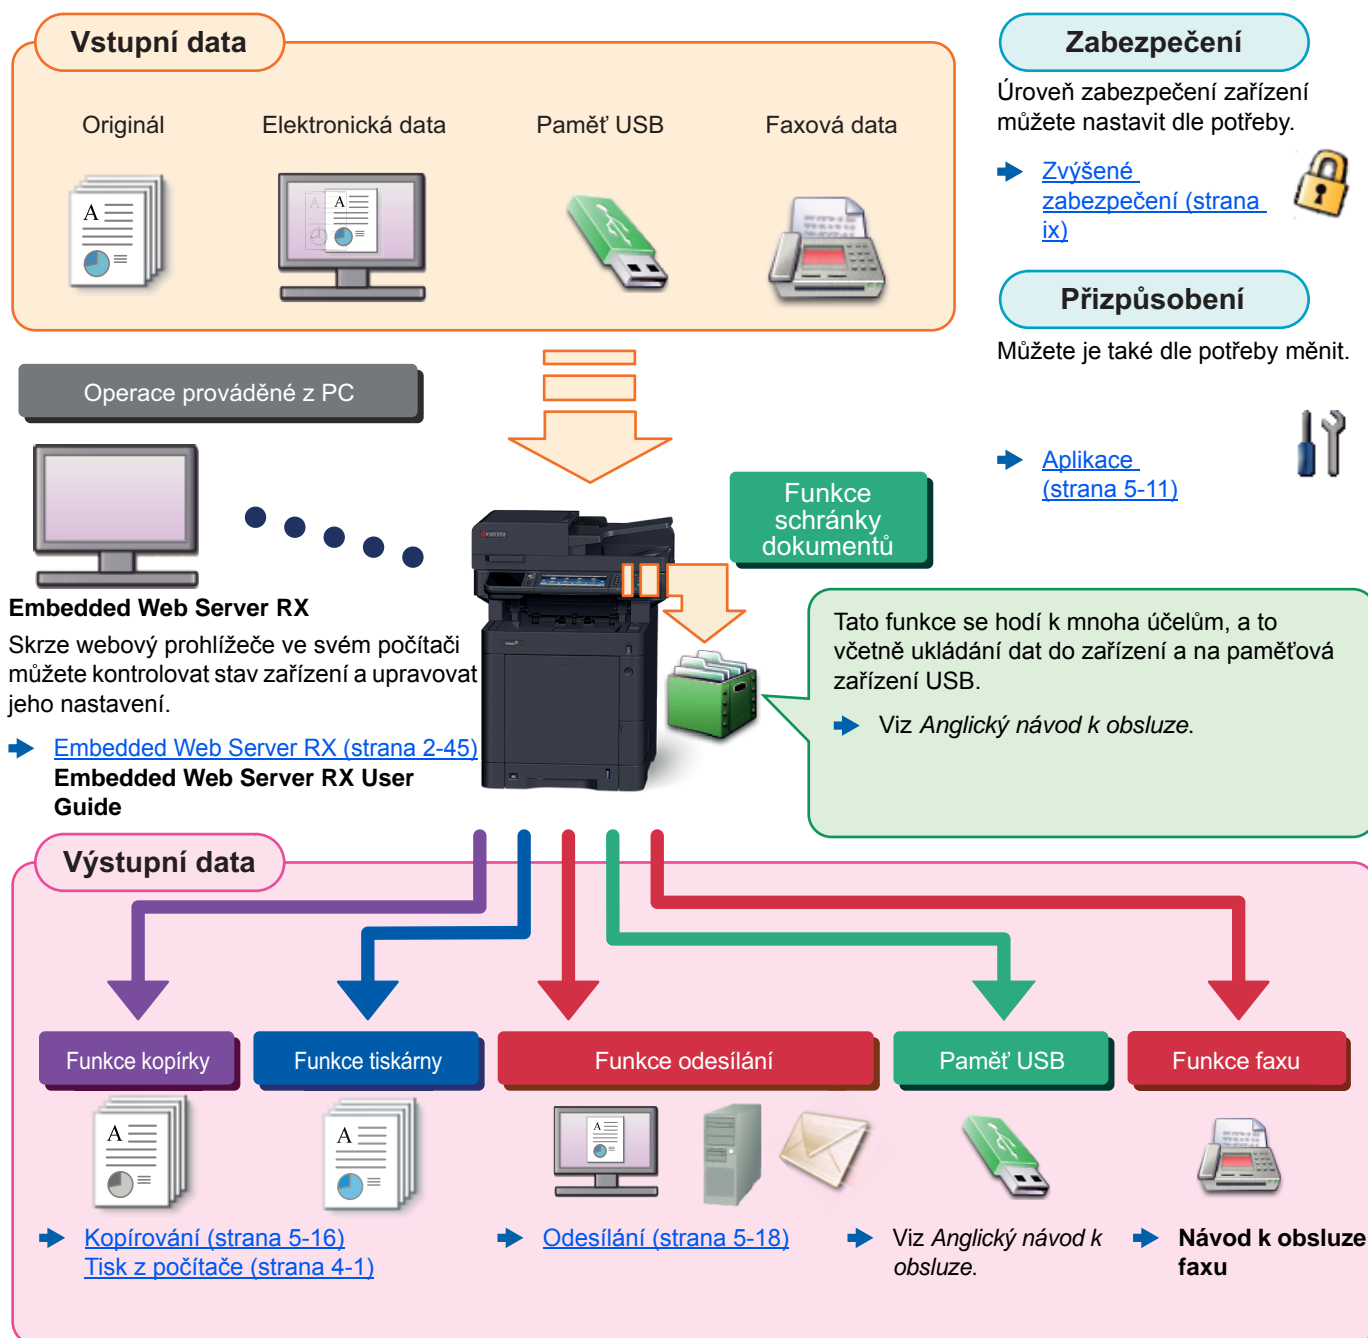 Vstupní data
Originál
Elektronická data
Paměť USB
Faxová data
Zabezpečení
Úroveň zabezpečení zařízení
můžete nastavit dle potřeby.
Zvýšené
zabezpečení (strana
ix)
Přizpůsobení
Můžete je také dle potřeby měnit.
Aplikace
(strana 5-11)
Operace prováděné z PC
Embedded Web Server RX
Skrze webový prohlížeče ve svém počítači
můžete kontrolovat stav zařízení a upravovat
jeho nastavení.
Embedded Web Server RX (strana 2-45)
Embedded Web Server RX User
Guide
Funkce
schránky
dokumentů
Tato funkce se hodí k mnoha účelům, a to
včetně ukládání dat do zařízení a na paměťová
zařízení USB.
Viz Anglický návod k obsluze.
Výstupní data
Funkce kopírky
Funkce tiskárny
Funkce odesílání
Paměť USB
Funkce faxu
Kopírování (strana 5-16)
Tisk z počítače (strana 4-1)
Odesílání (strana 5-18)
Viz Anglický návod k
obsluze.
Návod k obsluze
faxu